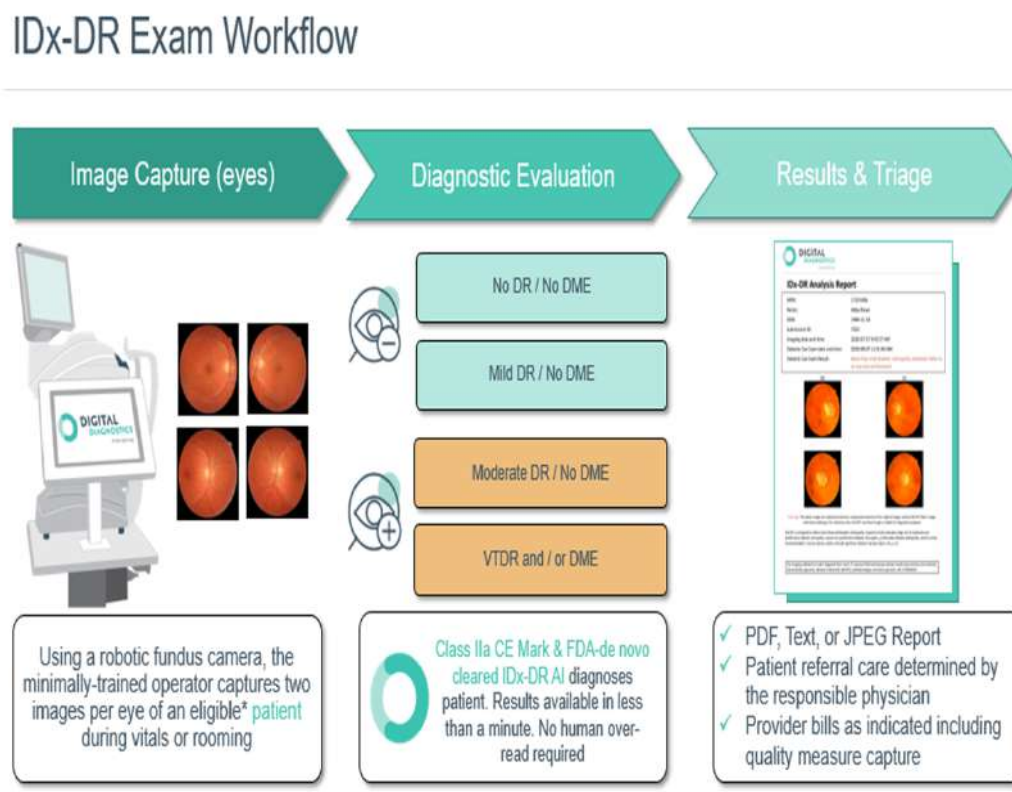 IDx-DR Exam Workflow
Image Capture (eyes)
Diagnostic Evaluation
Results & Triage
DIGITAL
DIAGNOSTICS
No DR / No DME
Mild DR / No DME
Moderate DR / No DME
VTDR and / or DME
DIGITAL
DIAGNOSTICS
IDx-DR Analysis Report
Using a robotic fundus camera, the
minimally-trained operator captures two
images per eye of an eligible* patient
during vitals or rooming
Class IIa CE Mark & FDA-de novo
cleared IDx-DR AI diagnoses
patient. Results available in less
than a minute. No human over-
read required
✓ PDF, Text, or JPEG Report
✓ Patient referral care determined by
the responsible physician
✓ Provider bills as indicated including
quality measure capture